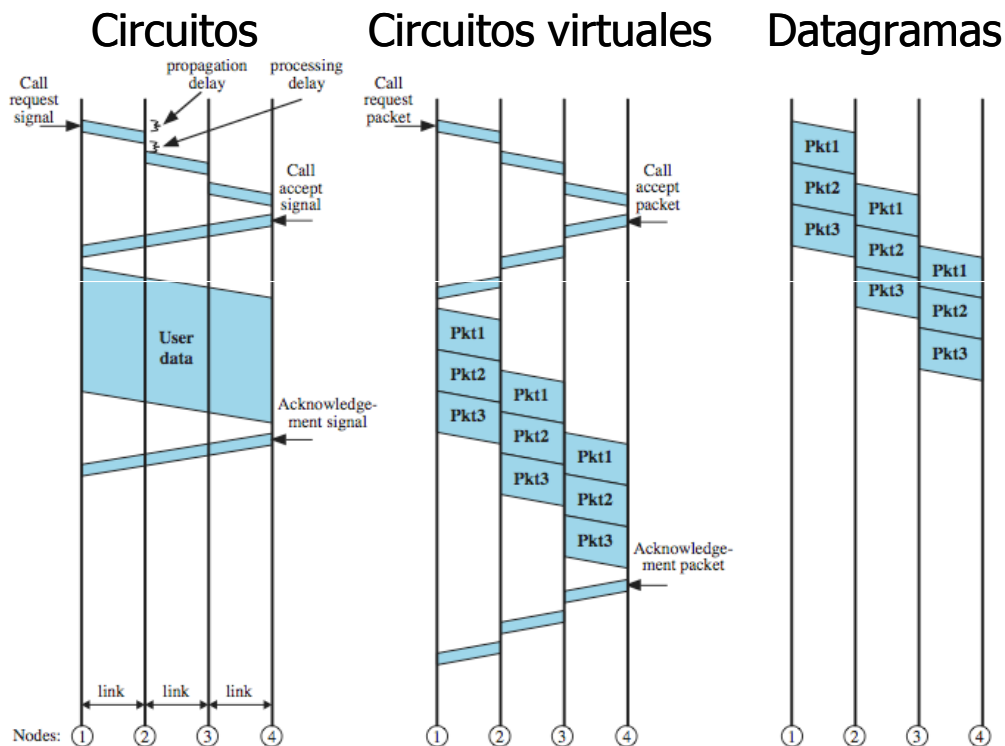 Circuitos
Circuitos virtuales
Datagramas
propagation
delay
processing
delay
Call
request
signal
Call
accept
signal
User
data
Acknowledge-
ment signal
link
link
link
Nodes:
1
2
3
4
Call
request
packet
Call
accept
packet
Pkt1
Pkt2
Pkt3
Pkt1
Pkt2
Pkt3
Pkt1
Pkt2
Pkt3
Acknowledge-
ment packet
1
2
3
4
Pkt1
Pkt2
Pkt3
Pkt1
Pkt2
Pkt3
Pkt1
Pkt2
Pkt3
1
2
3
4